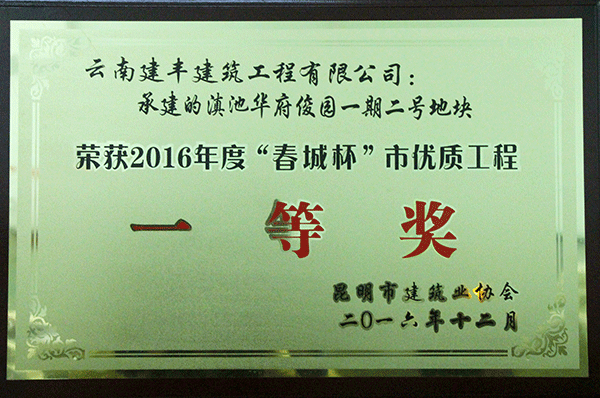 云南建丰建筑工程有限公司：
承建的滇池华府俊园一期二号地块
荣获2016年度“春城杯”市优质工程
一等奖
昆明市建筑业协会
二〇一六年十二月